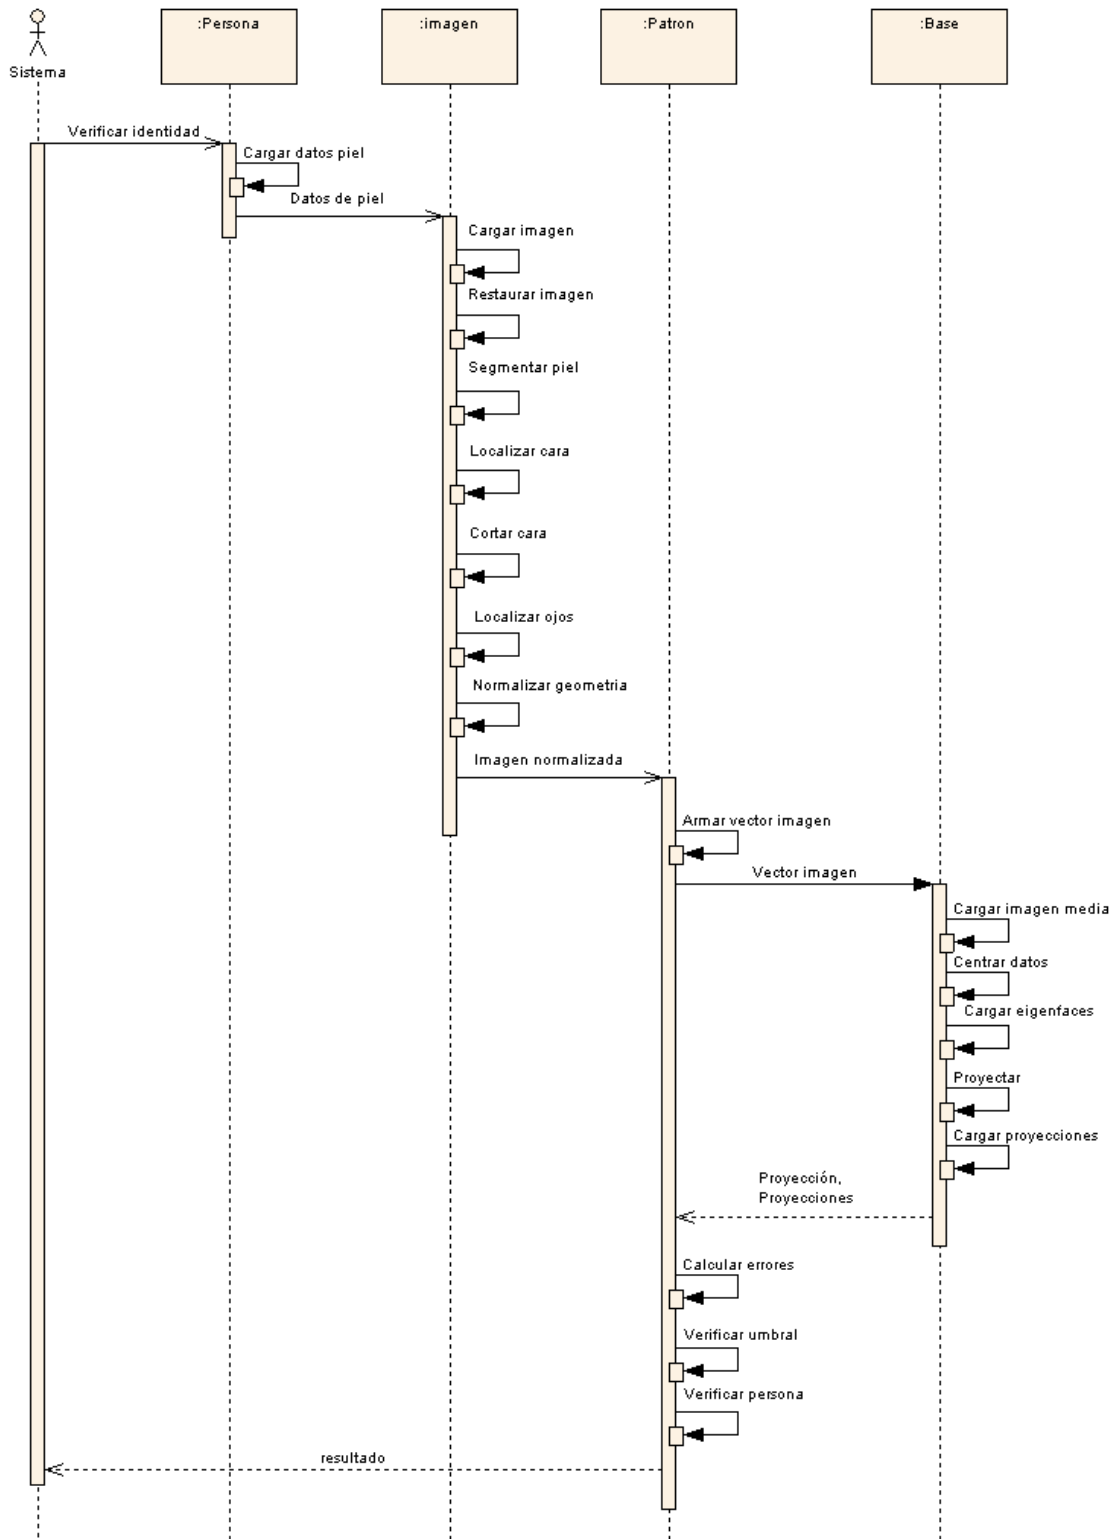 :Persona
:imagen
:Patron
:Base
Sistema
Verificar identidad
Cargar datos piel
Datos de piel
Cargar imagen
Restaurar imagen
Segmentar piel
Localizar cara
Cortar cara
Localizar ojos
Normalizar geometria
Imagen normalizada
Armar vector imagen
Vector imagen
Cargar imagen media
Centrar datos
Cargar eigenfaces
Proyectar
Cargar proyecciones
Proyección,
Proyecciones
Calcular errores
Verificar umbral
Verificar persona
resultado